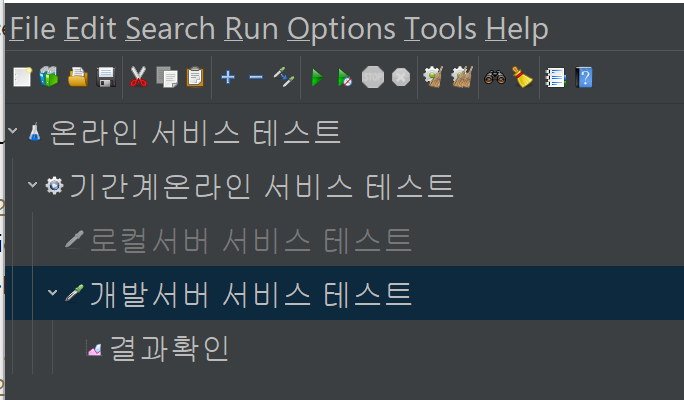 File Edit Search Run Options Tools Help
STOP
온라인 서비스 테스트
기간계온라인 서비스 테스트
로컬서버 서비스 테스트
개발서버 서비스 테스트
결과확인